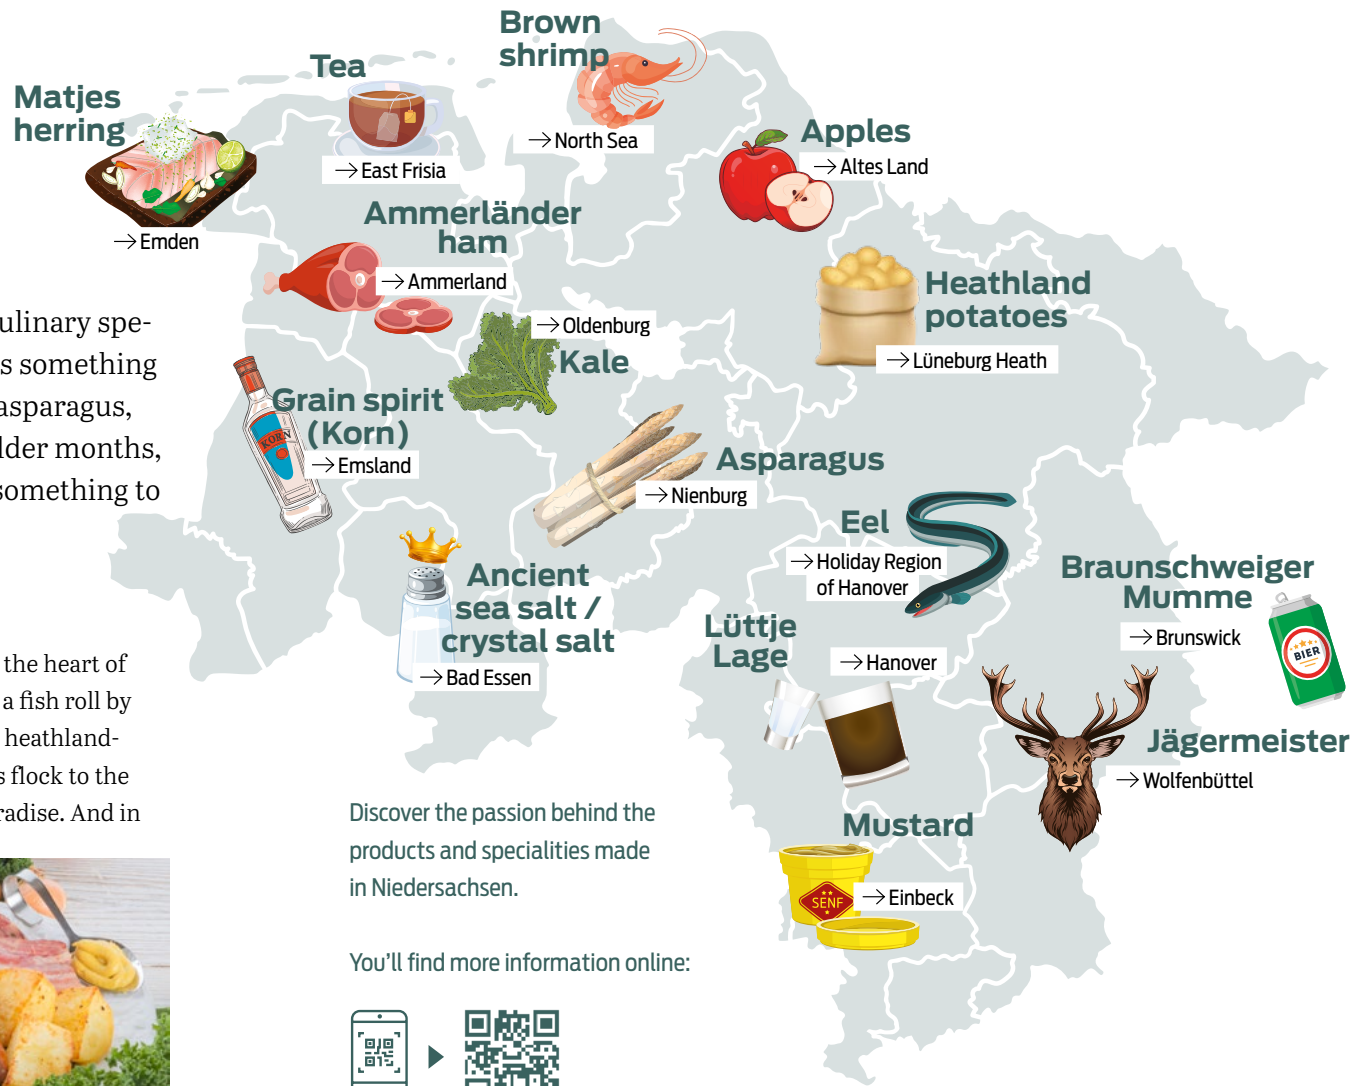 Brown
shrimp
→ North Sea
Tea
→ East Frisia
Matjes
herring
→ Emden
Apples
→ Altes Land
Ammerländer
ham
→ Ammerland
Heathland
potatoes
→ Lüneburg Heath
→ Oldenburg
Kale
ulinary spe-
s something
asparagus,
lder months,
something to
Grain spirit
(Korn)
→ Emsland
KORN
Asparagus
→ Nienburg
Eel
→ Holiday Region
of Hanover
Ancient
sea salt /
crystal salt
→ Bad Essen
Braunschweiger
Mumme
→ Brunswick
BIER
Lüttje
Lage
→ Hanover
the heart of
a fish roll by
heathland-
s flock to the
radise. And in
Jägermeister
→ Wolfenbüttel
Mustard
→ Einbeck
SENF
Discover the passion behind the
products and specialities made
in Niedersachsen.
You'll find more information online: